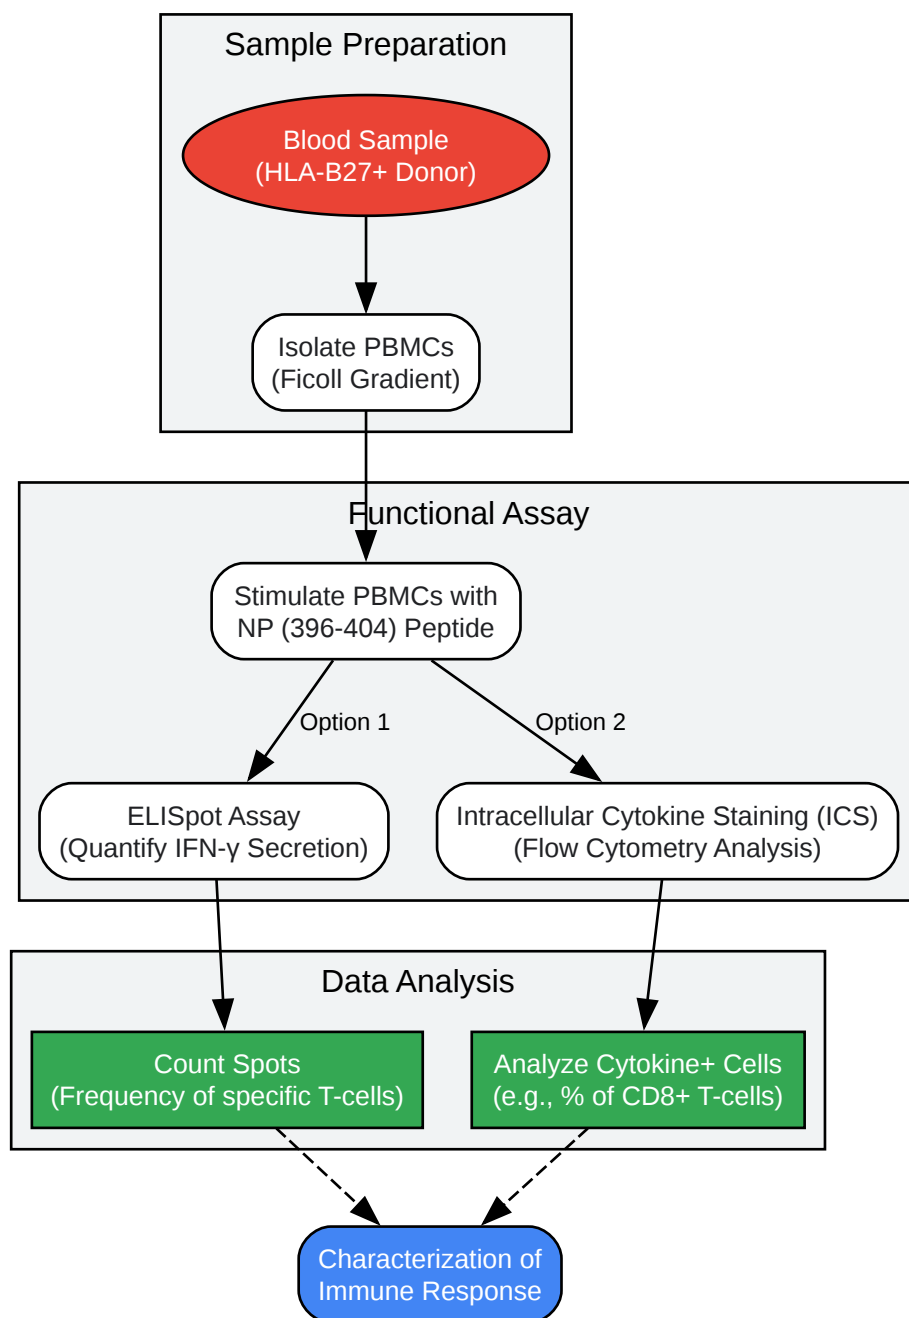 Sample Preparation
Blood Sample
(HLA-B27+ Donor)
Isolate PBMCs
(Ficoll Gradient)
Functional Assay
Stimulate PBMCs with
NP (396-404) Peptide
Option 1
Option 2
ELISpot Assay
(Quantify IFN-γ Secretion)
Intracellular Cytokine Staining (ICS)
(Flow Cytometry Analysis)
Data Analysis
Count Spots
(Frequency of specific T-cells)
Analyze Cytokine+ Cells
(e.g., % of CD8+ T-cells)
Characterization of
Immune Response